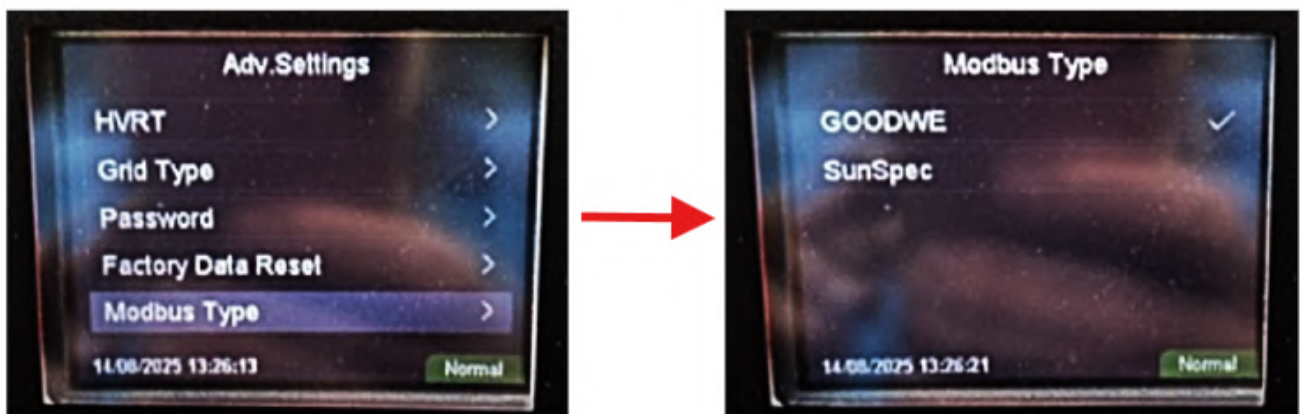 Adv.Settings
HVRT >
Grid Type >
Password >
Factory Data Reset >
Modbus Type >
14/08/2025 13:26:13 Normal
Modbus Type
GOODWE ✓
SunSpec
14/08/2025 13:26:21 Normal